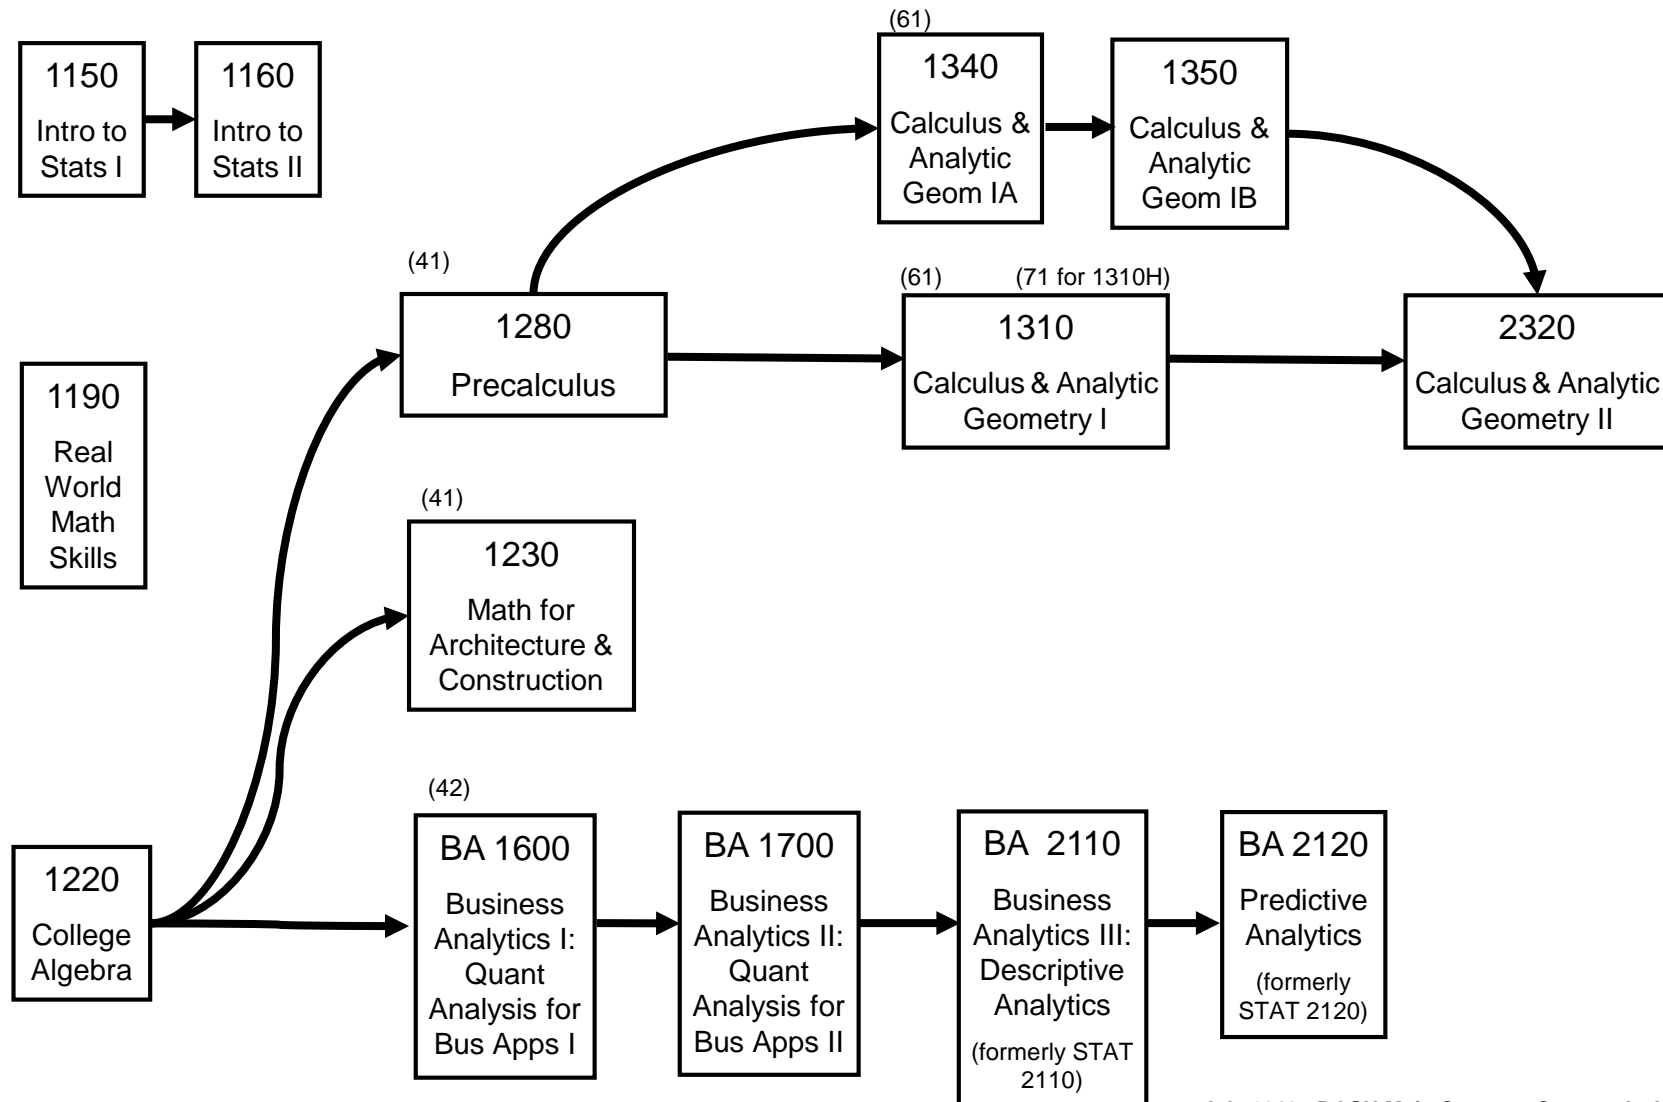 1150
Intro to
Stats I
1160
Intro to
Stats II
(61)
1340
Calculus &
Analytic
Geom IA
1350
Calculus &
Analytic
Geom IB
(41)
1280
Precalculus
(61) (71 for 1310H)
1310
Calculus & Analytic
Geometry I
2320
Calculus & Analytic
Geometry II
1190
Real
World
Math
Skills
(41)
1230
Math for
Architecture &
Construction
1220
College
Algebra
(42)
BA 1600
Business
Analytics I:
Quant
Analysis for
Bus Apps I
BA 1700
Business
Analytics II:
Quant
Analysis for
Bus Apps II
BA 2110
Business
Analytics III:
Descriptive
Analytics
(formerly STAT
2110)
BA 2120
Predictive
Analytics
(formerly
STAT 2120)